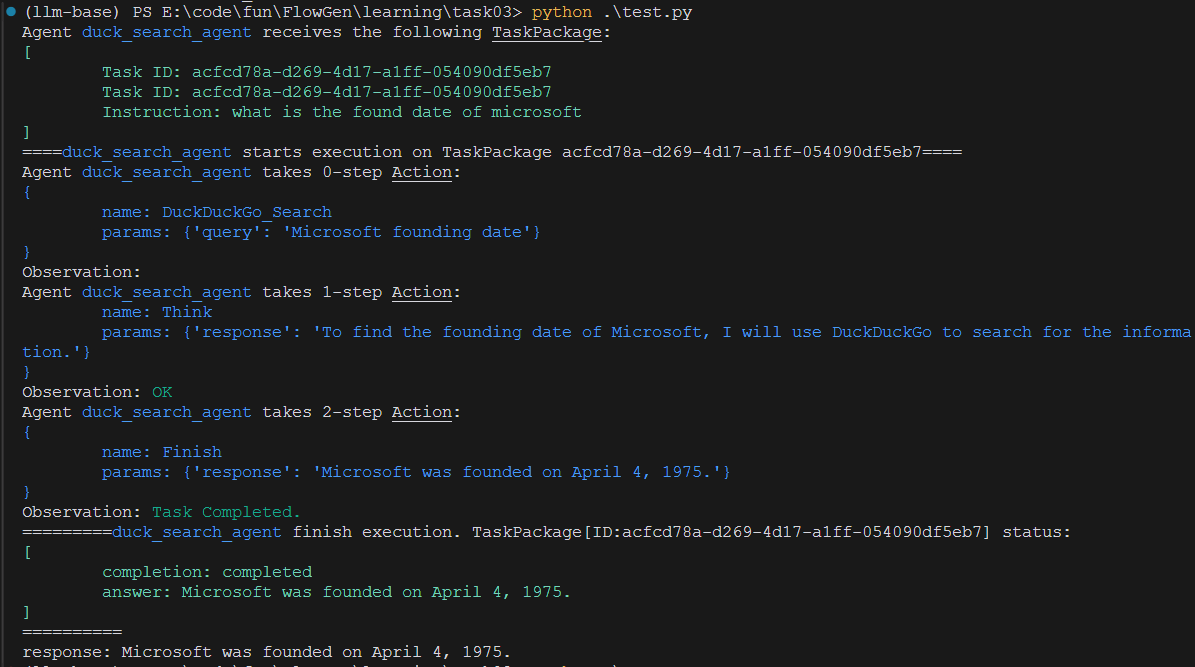 (llm-base) PS E:\code\fun\FlowGen\learning\task03> python .\test.py
Agent duck_search_agent receives the following TaskPackage:
[
Task ID: acfcd78a-d269-4d17-a1ff-054090df5eb7
Task ID: acfcd78a-d269-4d17-a1ff-054090df5eb7
Instruction: what is the found date of microsoft
]
====duck_search_agent starts execution on TaskPackage acfcd78a-d269-4d17-a1ff-054090df5eb7====
Agent duck_search_agent takes 0-step Action:
{
name: DuckDuckGo_Search
params: {'query': 'Microsoft founding date'}
}
Observation:
Agent duck_search_agent takes 1-step Action:
name: Think
params: {'response': 'To find the founding date of Microsoft, I will use DuckDuckGo to search for the informa
tion.'}
}
Observation: OK
Agent duck_search_agent takes 2-step Action:
{
name: Finish
params: {'response': 'Microsoft was founded on April 4, 1975.'}
}
Observation: Task Completed.
=========duck_search_agent finish execution. TaskPackage[ID:acfcd78a-d269-4d17-a1ff-054090df5eb7] status:
[
completion: completed
answer: Microsoft was founded on April 4, 1975.
]
==========
response: Microsoft was founded on April 4, 1975.